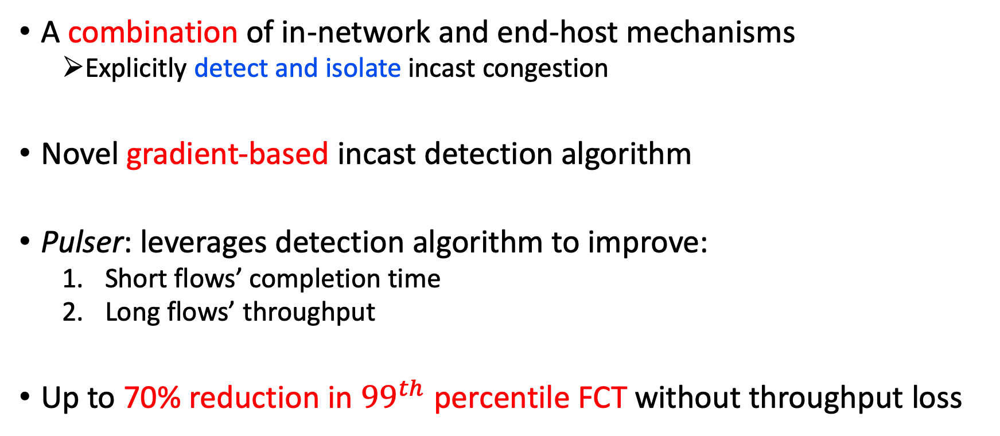 • A combination of in-network and end-host mechanisms
➢Explicitly detect and isolate incast congestion
• Novel gradient-based incast detection algorithm
• Pulser: leverages detection algorithm to improve:
1. Short flows’ completion time
2. Long flows’ throughput
• Up to 70% reduction in 99th percentile FCT without throughput loss